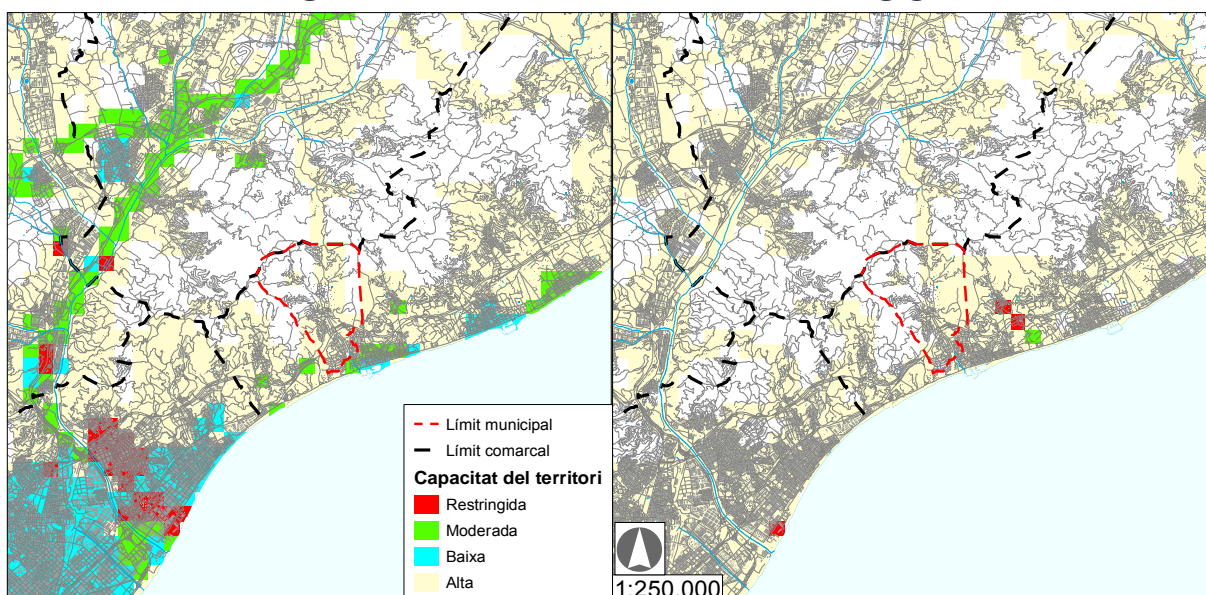 Límit municipal
Límit comarcal
Capacitat del territori
Restringida
Moderada
Baixa
Alta
1:250.000